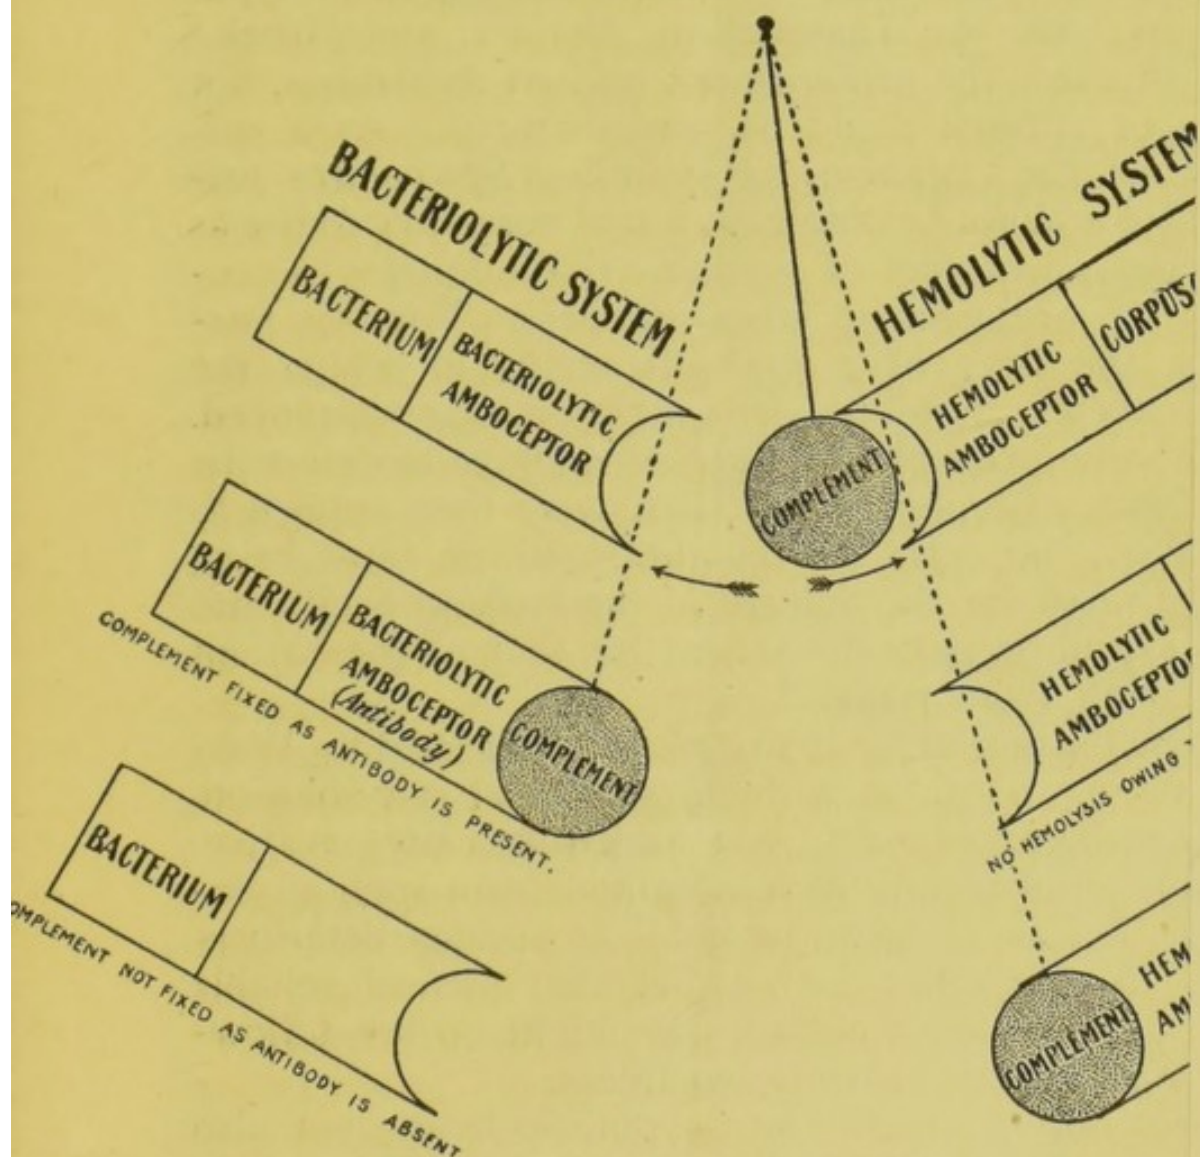 BACTERIOLYTIC SYSTEM
BACTERIUM
BACTERIOLYTIC
AMBOCEPTOR
COMPLEMENT
HEMOLYTIC SYSTEM
HEMOLYTIC
AMBOCEPTOR
BACTERIUM
BACTERIOLYTIC
AMBOCEPTOR
(Antibody)
COMPLEMENT
COMPLEMENT FIXED AS ANTIBODY IS PRESENT.
HEMOLYTIC
NO HEMOLYSIS OWING
BACTERIUM
NOT FIXED AS ANTIBODY IS ABSENT
COMPLEMENT